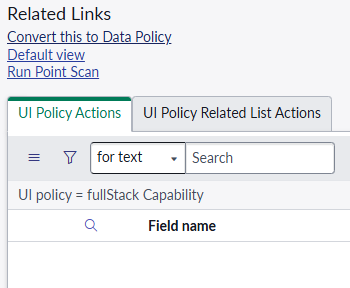 Related Links
Convert this to Data Policy
Default view
Run Point Scan
UI Policy Actions UI Policy Related List Actions
for text Search
UI policy = fullStack Capability
Field name